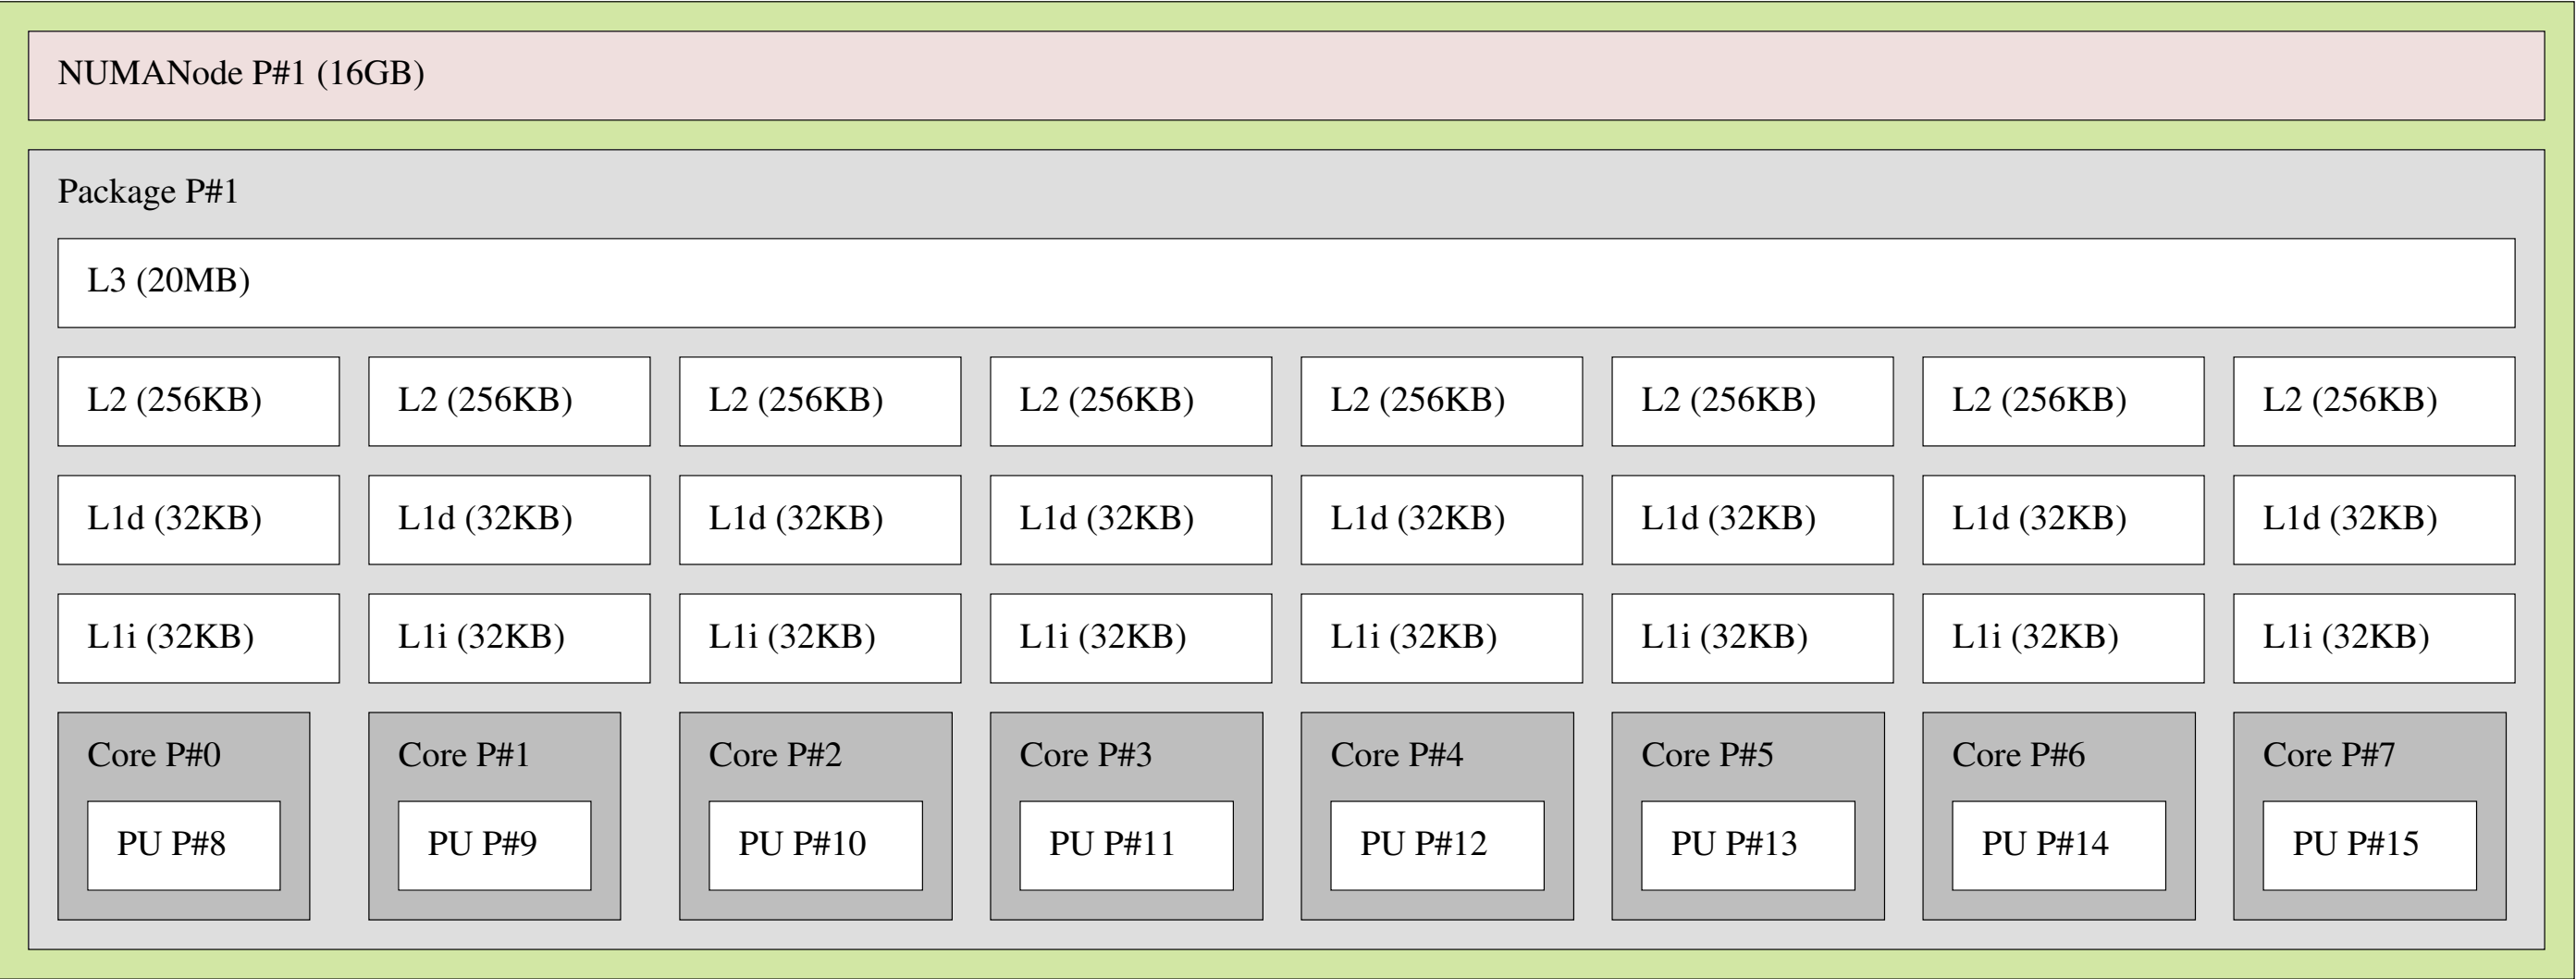 NUMANode P#1 (16GB)
Package P#1
L3 (20MB)
L2 (256KB) L2 (256KB) L2 (256KB) L2 (256KB) L2 (256KB) L2 (256KB) L2 (256KB) L2 (256KB)
L1d (32KB) L1d (32KB) L1d (32KB) L1d (32KB) L1d (32KB) L1d (32KB) L1d (32KB) L1d (32KB)
L1i (32KB) L1i (32KB) L1i (32KB) L1i (32KB) L1i (32KB) L1i (32KB) L1i (32KB) L1i (32KB)
Core P#0 Core P#1 Core P#2 Core P#3 Core P#4 Core P#5 Core P#6 Core P#7
PU P#8 PU P#9 PU P#10 PU P#11 PU P#12 PU P#13 PU P#14 PU P#15